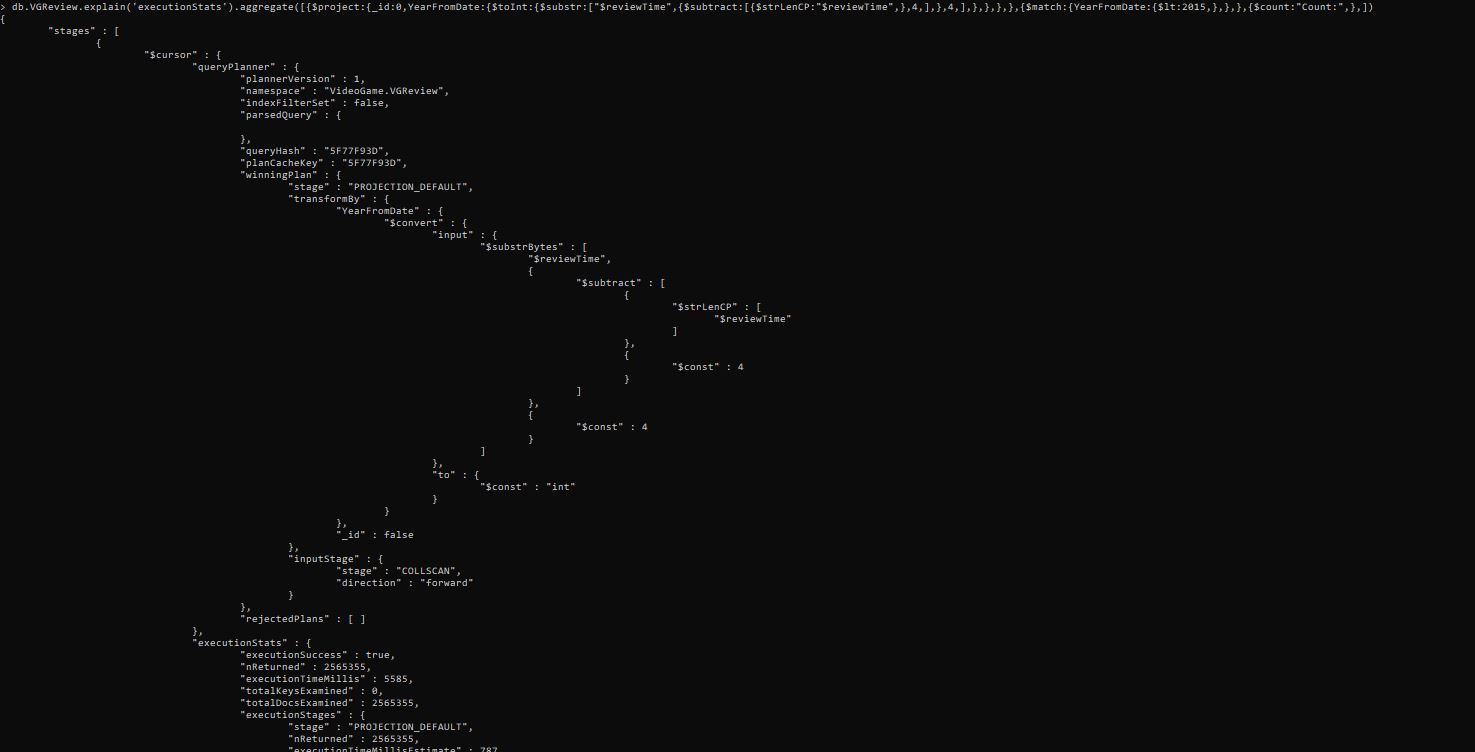 > db.VGReview.explain('executionStats').aggregate([{$project:{_id:0,YearFromDate:{$toInt:{$substr:["$reviewTime",{$subtract:[{$strLenCP:"$reviewTime",},4,],},4,],},},},},{$match:{YearFromDate:{$lt:2015,},},},{$count:"Count:",},])
{
"stages" : [
{
"$cursor" : {
"queryPlanner" : {
"plannerVersion" : 1,
"namespace" : "VideoGame.VGReview",
"indexFilterSet" : false,
"parsedQuery" : {
},
"queryHash" : "5F77F93D",
"planCacheKey" : "5F77F93D",
"winningPlan" : {
"stage" : "PROJECTION_DEFAULT",
"transformBy" : {
"YearFromDate" : {
"$convert" : {
"input" : {
"$substrBytes" : [
"$reviewTime",
{
"$subtract" : [
{
"$strLenCP" : [
"$reviewTime"
]
},
{
"$const" : 4
}
]
},
{
"$const" : 4
}
]
},
"to" : {
"$const" : "int"
}
}
},
"_id" : false
},
"inputStage" : {
"stage" : "COLLSCAN",
"direction" : "forward"
}
},
"rejectedPlans" : [ ]
},
"executionStats" : {
"executionSuccess" : true,
"nReturned" : 2565355,
"executionTimeMillis" : 5585,
"totalKeysExamined" : 0,
"totalDocsExamined" : 2565355,
"executionStages" : {
"stage" : "PROJECTION_DEFAULT",
"nReturned" : 2565355,
"executionTimeMillisEstimate" : 787